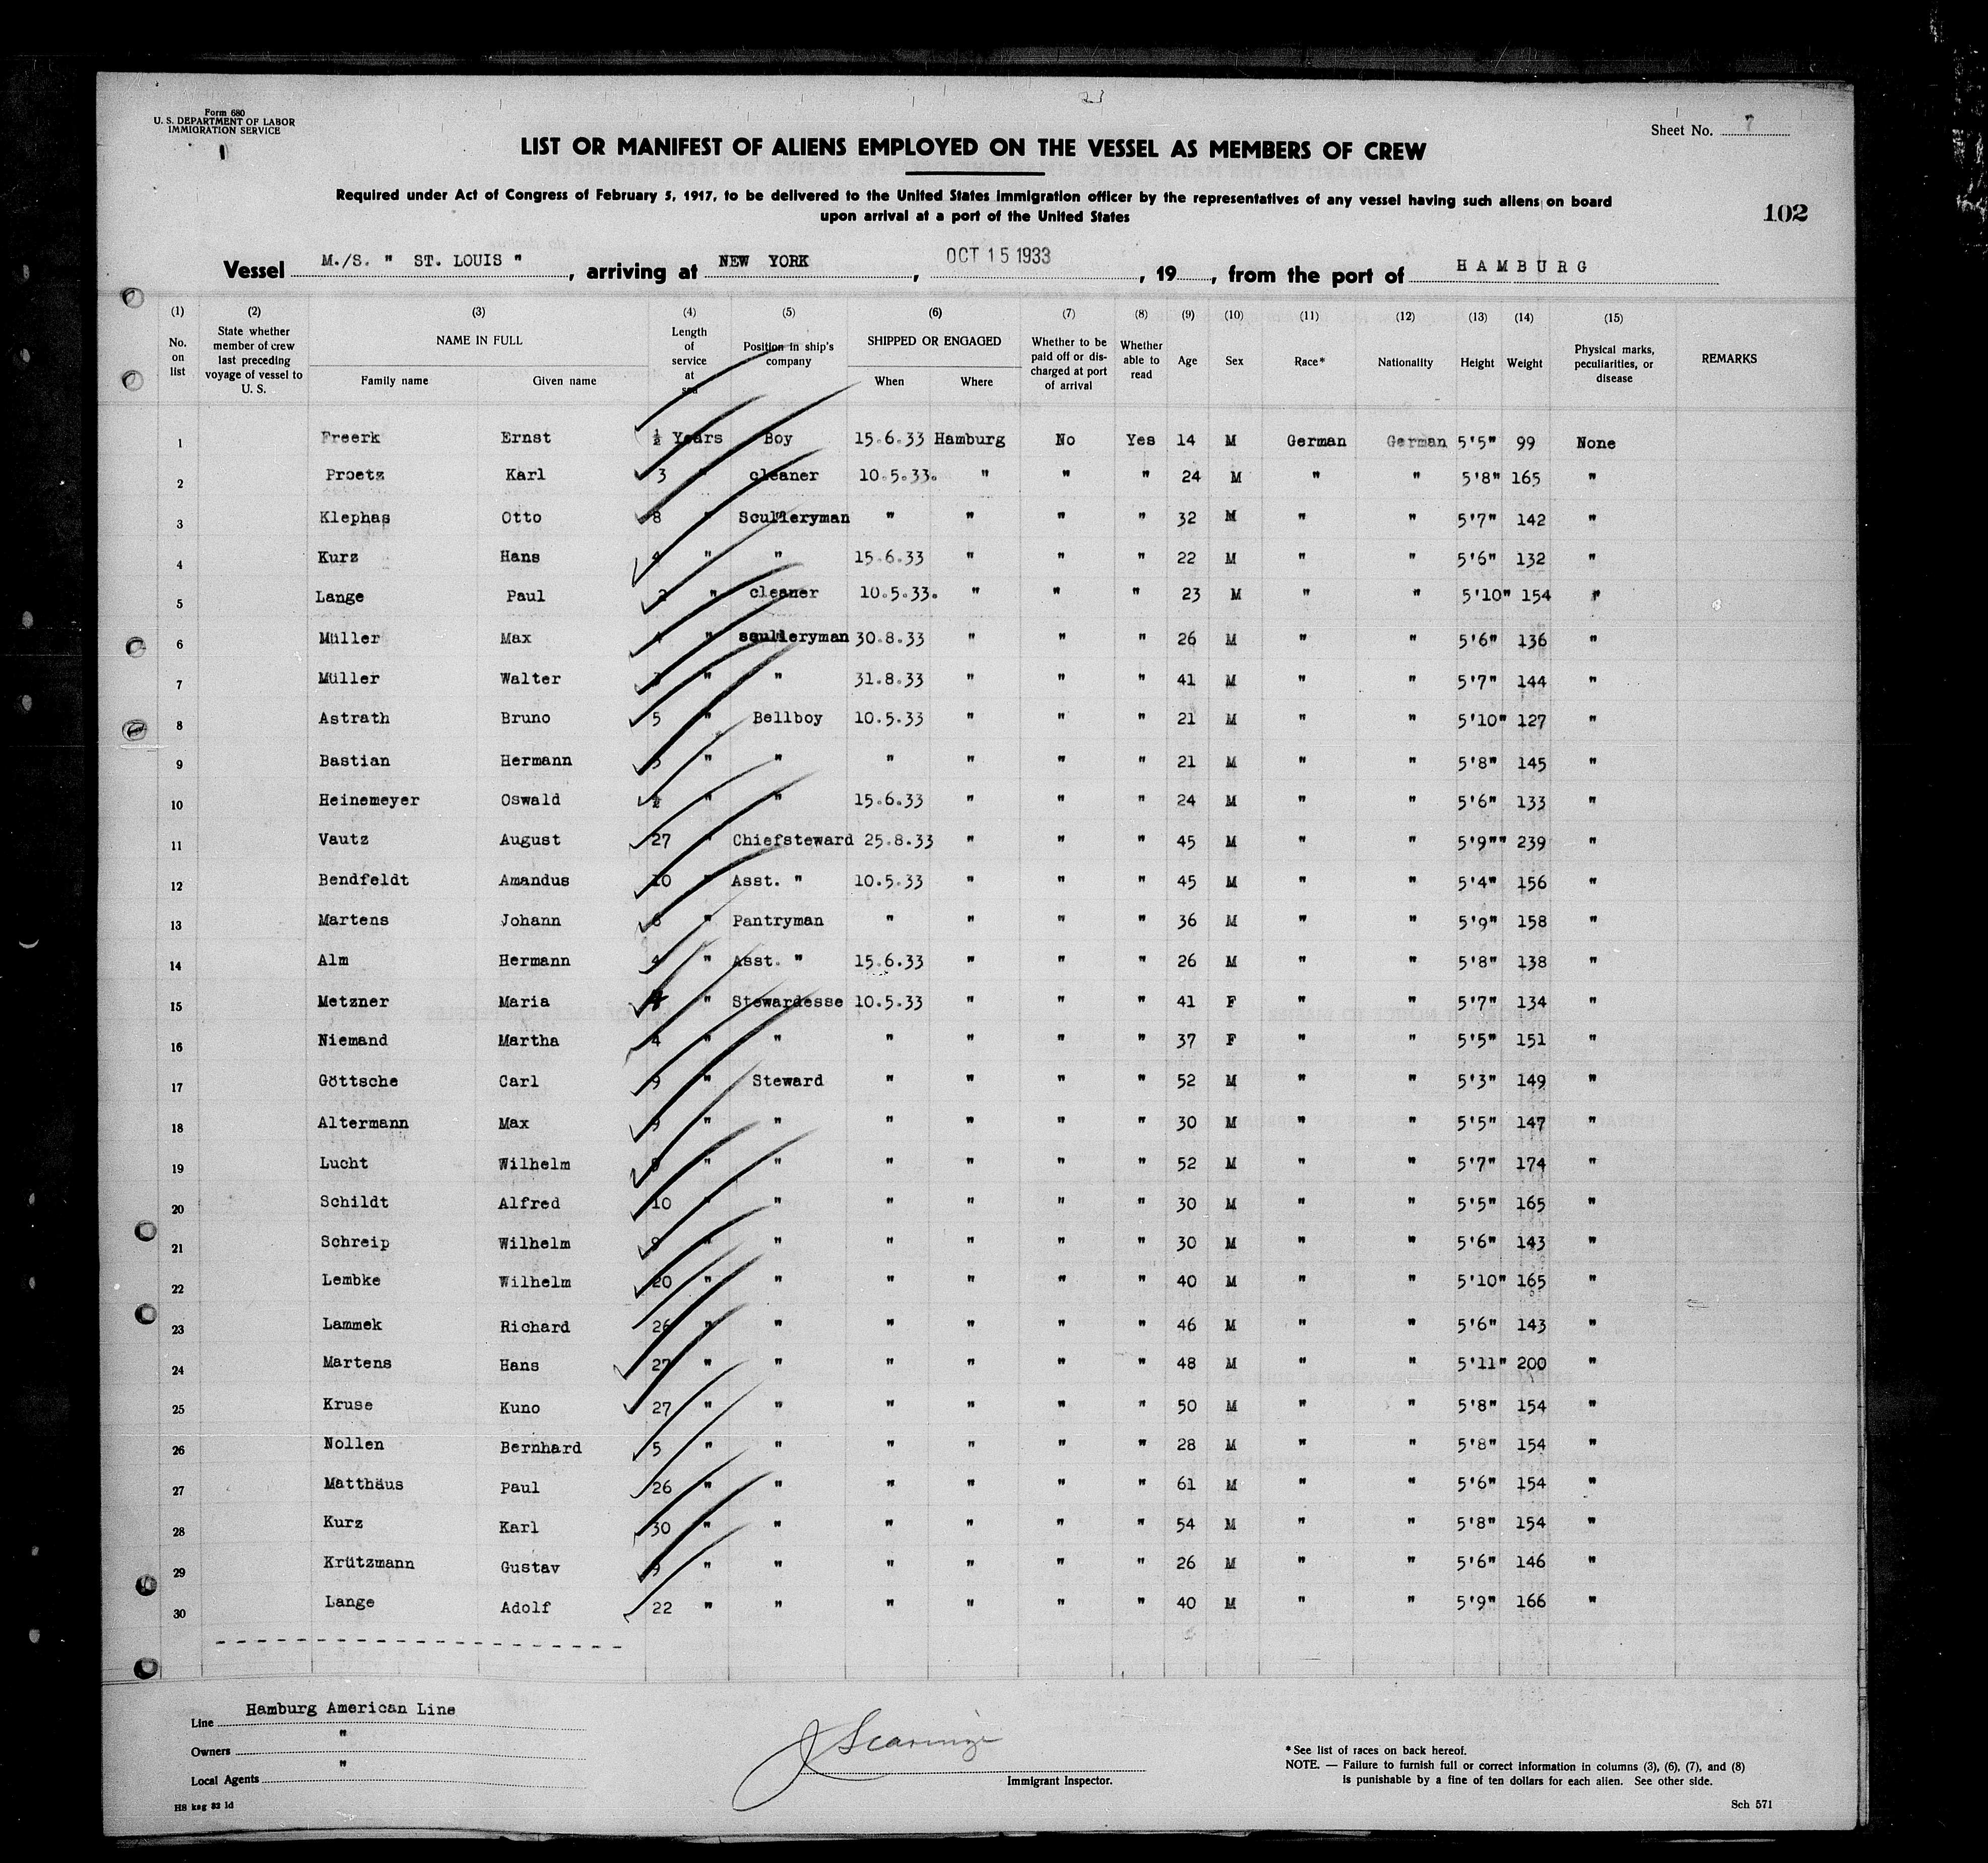 23
Form 680
U. S. DEPARTMENT OF LABOR
IMMIGRATION SERVICE
Sheet No. 7
LIST OR MANIFEST OF ALIENS EMPLOYED ON THE VESSEL AS MEMBERS OF CREW
Required under Act of Congress of February 5, 1917, to be delivered to the United States immigration officer by the representatives of any vessel having such aliens on board
upon arrival at a port of the United States
102
Vessel M./S. " ST. LOUIS ", arriving at NEW YORK, OCT 15 1933, 19, from the port of HAMBURG
(1) (2) (3) (4) (5) (6) (7) (8) (9) (10) (11) (12) (13) (14) (15)
No. on list
State whether member of crew last preceding voyage of vessel to U. S.
NAME IN FULL
Family name Given name
Length of service at sea
Position in ship's company
SHIPPED OR ENGAGED
When Where
Whether to be paid off or discharged at port of arrival
Whether able to read
Age
Sex
Race*
Nationality
Height
Weight
Physical marks, peculiarities, or disease
REMARKS
1 Freerk Ernst ½ Years Boy 15.6.33 Hamburg No Yes 14 M German German 5'5" 99 None
2 Proetz Karl 3 " cleaner 10.5.33. " " " 24 M " " 5'8" 165 "
3 Klephas Otto 8 " Sculleryman " " " " 32 M " " 5'7" 142 "
4 Kurz Hans 4 " " 15.6.33 " " " 22 M " " 5'6" 132 "
5 Lange Paul 2 " cleaner 10.5.33. " " " 23 M " " 5'10" 154 "
6 Müller Max 4 " sculleryman 30.8.33 " " " 26 M " " 5'6" 136 "
7 Müller Walter " " 31.8.33 " " " 41 M " " 5'7" 144 "
8 Astrath Bruno 5 " Bellboy 10.5.33 " " " 21 M " " 5'10" 127 "
9 Bastian Hermann " " " " " " 21 M " " 5'8" 145 "
10 Heinemeyer Oswald " " 15.6.33 " " " 24 M " " 5'6" 133 "
11 Vautz August 27 " Chiefsteward 25.8.33 " " " 45 M " " 5'9"" 239 "
12 Bendfeldt Amandus 10 " Asst. " 10.5.33 " " " 45 M " " 5'4" 156 "
13 Martens Johann 6 " Pantryman " " " " 36 M " " 5'9" 158 "
14 Alm Hermann 4 " Asst. " 15.6.33 " " " 26 M " " 5'8" 138 "
15 Metzner Maria " Stewardesse 10.5.33 " " " 41 F " " 5'7" 134 "
16 Niemand Martha 4 " " " " " " 37 F " " 5'5" 151 "
17 Göttsche Carl 9 " Steward " " " " 52 M " " 5'3" 149 "
18 Altermann Max 9 " " " " " " 30 M " " 5'5" 147 "
19 Lucht Wilhelm " " " " " " 52 M " " 5'7" 174 "
20 Schildt Alfred 10 " " " " " " 30 M " " 5'5" 165 "
21 Schreip Wilhelm 9 " " " " " " 30 M " " 5'6" 143 "
22 Lembke Wilhelm 20 " " " " " " 40 M " " 5'10" 165 "
23 Lammek Richard 26 " " " " " " 46 M " " 5'6" 143 "
24 Martens Hans 27 " " " " " " 48 M " " 5'11" 200 "
25 Kruse Kuno 27 " " " " " " 50 M " " 5'8" 154 "
26 Nollen Bernhard 5 " " " " " " 28 M " " 5'8" 154 "
27 Matthäus Paul 26 " " " " " " 61 M " " 5'6" 154 "
28 Kurz Karl 30 " " " " " " 54 M " " 5'8" 154 "
29 Krützmann Gustav 9 " " " " " " 26 M " " 5'6" 146 "
30 Lange Adolf 22 " " " " " " 40 M " " 5'9" 166 "
Line Hamburg American Line
Owners "
Local Agents "
HS kag 82 1d
Immigrant Inspector.
*See list of races on back hereof.
NOTE. — Failure to furnish full or correct information in columns (3), (6), (7), and (8)
is punishable by a fine of ten dollars for each alien. See other side.
Sch 571